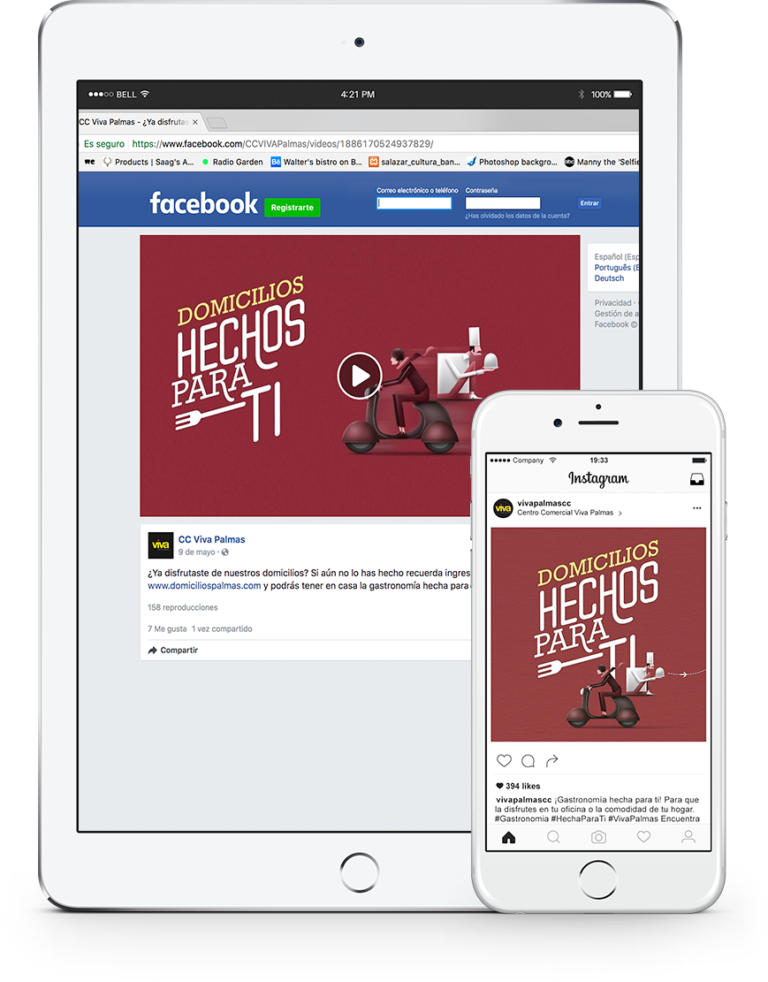 BELL
4:21 PM
100%
CC Viva Palmas - ¿Ya disfrutas
Es seguro https://www.facebook.com/CCVIVAPalmas/videos/1886170524937829/
we Products | Saag's A... Radio Garden Bē Walter's bistro on B... salazar_cultura_ban... Photoshop backgro... Manny the 'Selfie
facebook
Registrarte
Correo electrónico o teléfono
Contraseña
Entrar
¿Has olvidado los datos de la cuenta?
DOMICILIOS
HECHOS
PARA
TI
Español (Esp
Português (B
Deutsch
Privacidad ·
Gestión de a
Facebook ©
viva
CC Viva Palmas
9 de mayo ·
¿Ya disfrutaste de nuestros domicilios? Si aún no lo has hecho recuerda ingres
www.domiciliospalmas.com y podrás tener en casa la gastronomía hecha para
158 reproducciones
7 Me gusta 1 vez compartido
Compartir
Company
19:33
Instagram
viva
vivapalmascc
Centro Comercial Viva Palmas >
DOMICILIOS
HECHOS
PARA
TI
394 likes
vivapalmascc ¡Gastronomia hecha para ti! Para que
la disfrutes en tu oficina o la comodidad de tu hogar.
#Gastronomia #HechaParaTi #VivaPalmas Encuentra